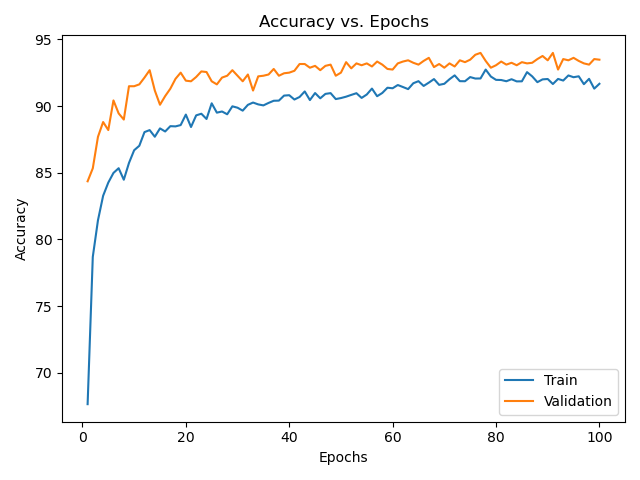 Accuracy vs. Epochs
95
90
85
80
75
70
Accuracy
0 20 40 60 80 100
Epochs
Train
Validation